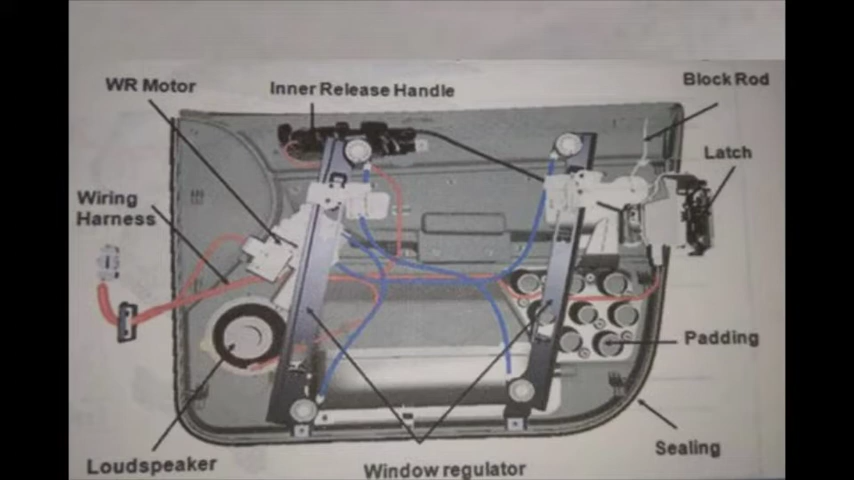 WR Motor
Inner Release Handle
Block Rod
Latch
Wiring
Harness
Padding
Loudspeaker
Window regulator
Sealing